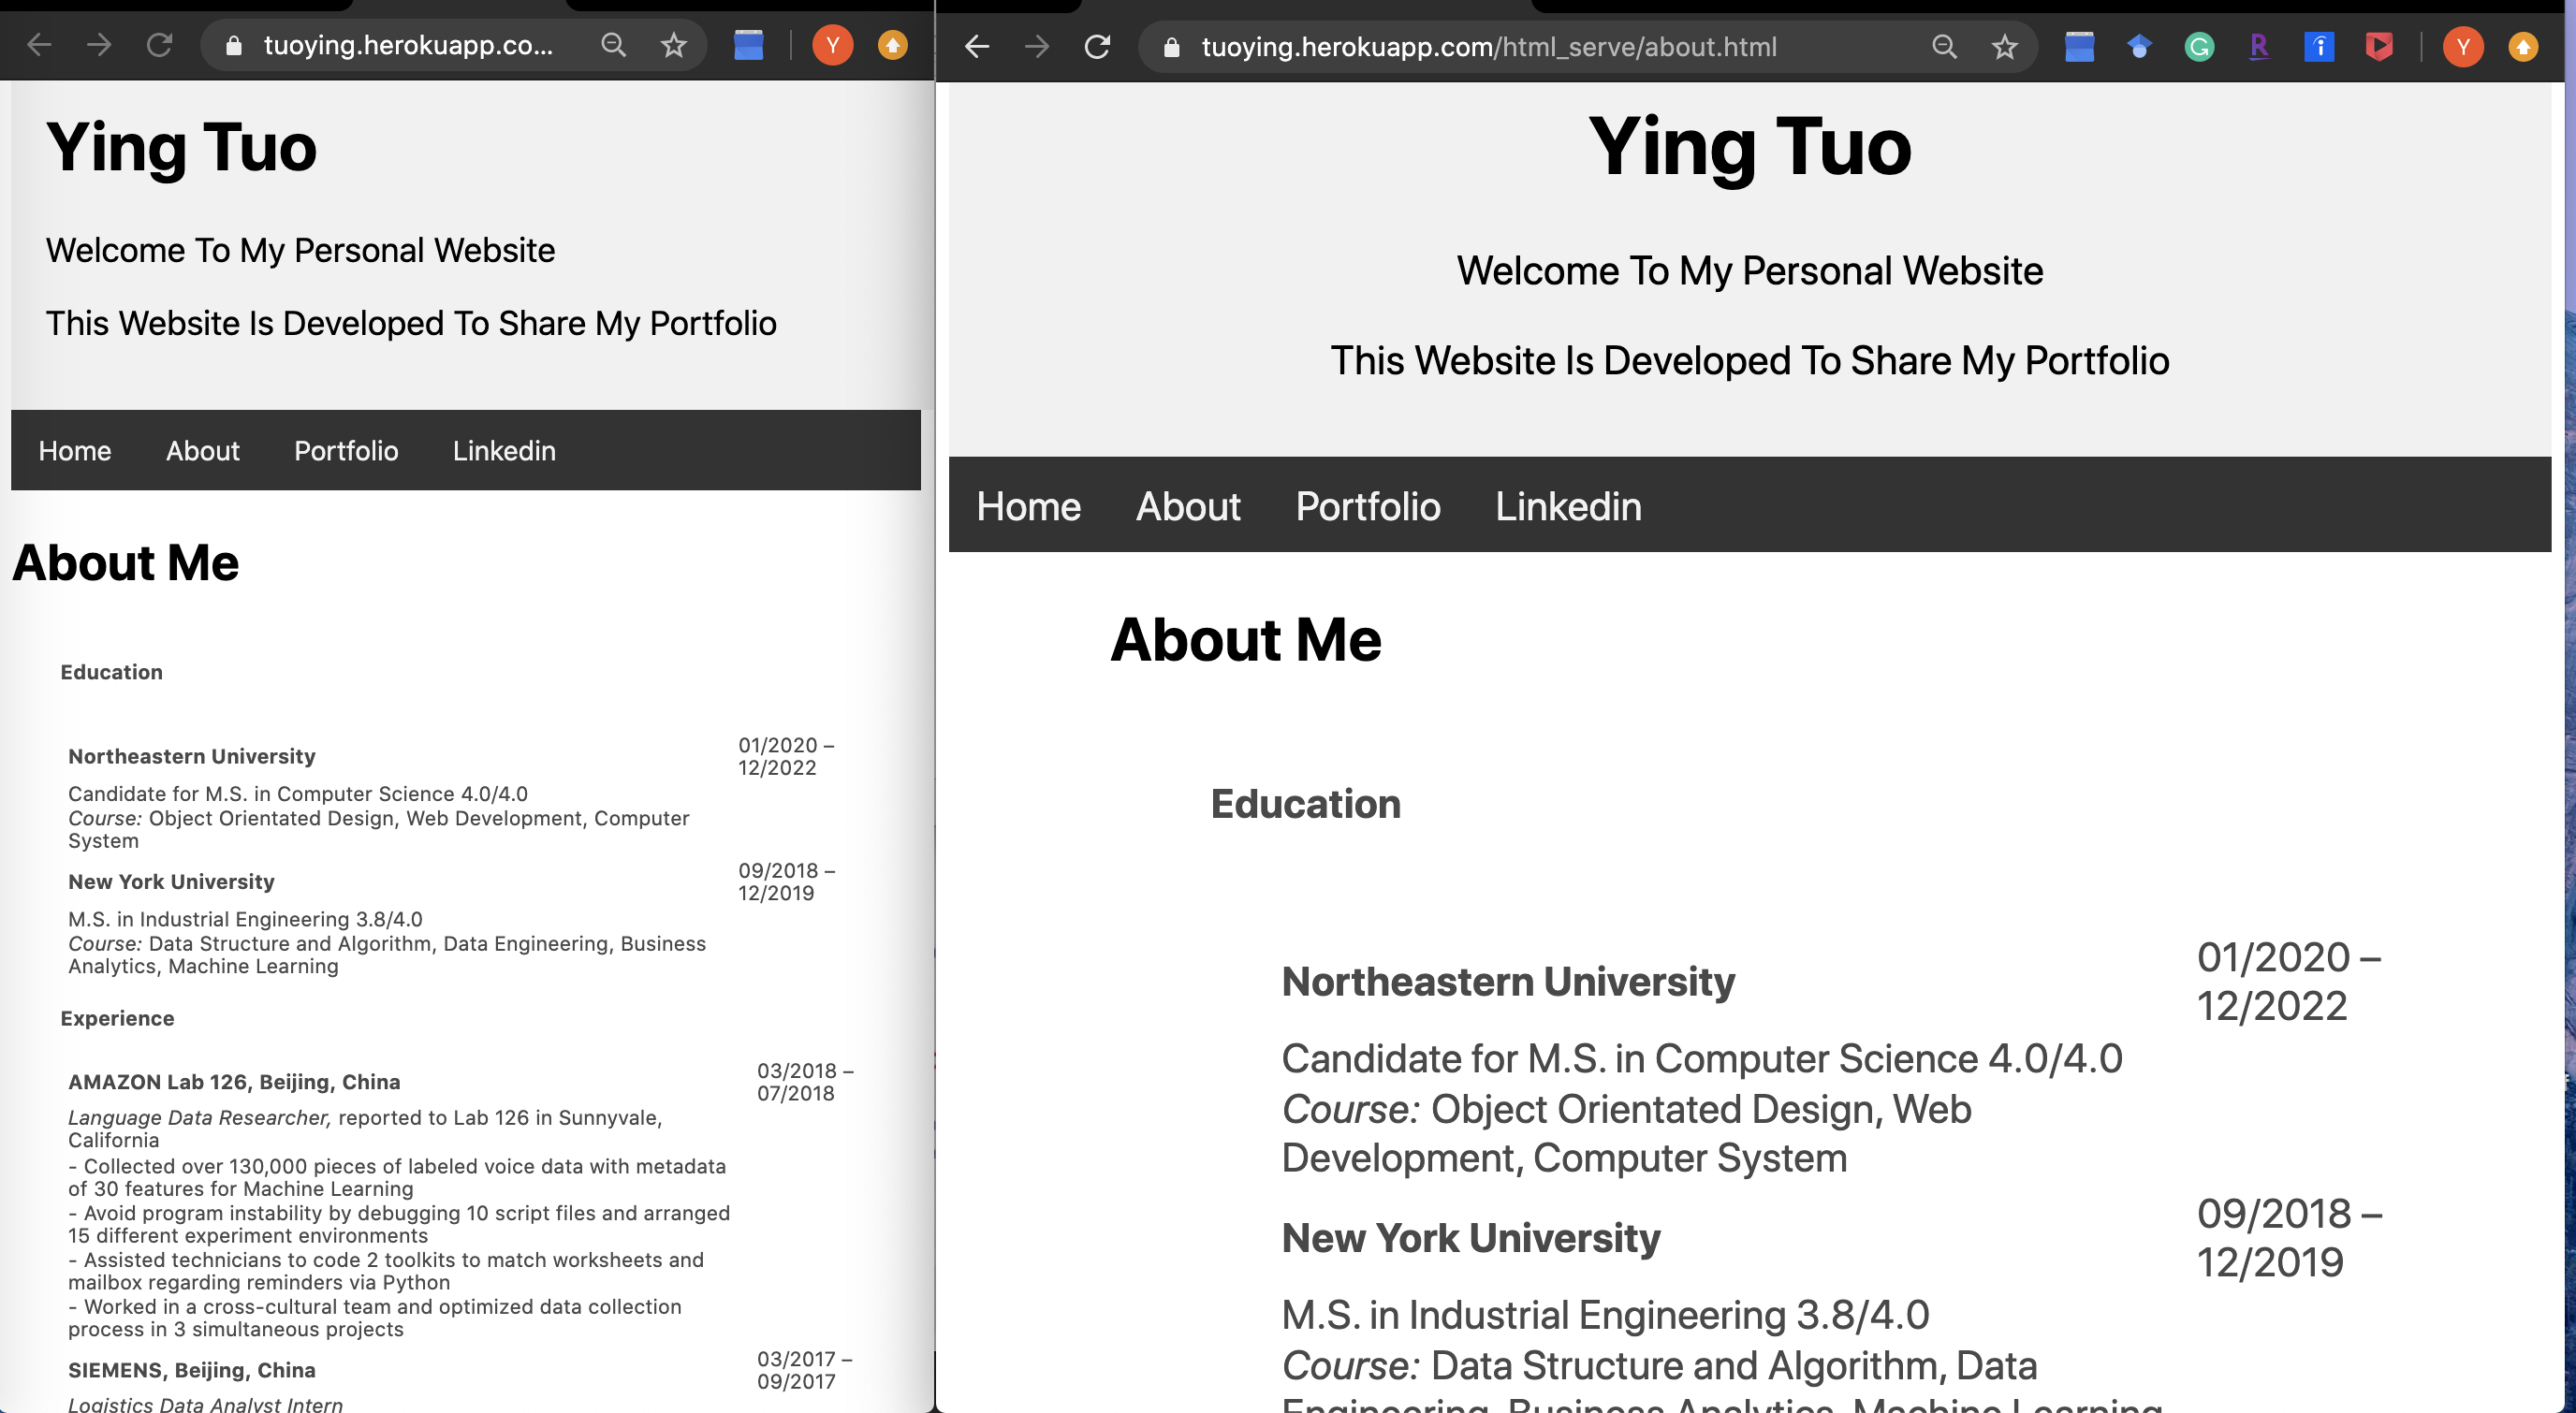 tuoying.herokuapp.co...
Y
Ying Tuo
Welcome To My Personal Website
This Website Is Developed To Share My Portfolio
Home About Portfolio Linkedin
About Me
Education
Northeastern University 01/2020 –
12/2022
Candidate for M.S. in Computer Science 4.0/4.0
Course: Object Orientated Design, Web Development, Computer
System
New York University 09/2018 –
12/2019
M.S. in Industrial Engineering 3.8/4.0
Course: Data Structure and Algorithm, Data Engineering, Business
Analytics, Machine Learning
Experience
AMAZON Lab 126, Beijing, China 03/2018 –
07/2018
Language Data Researcher, reported to Lab 126 in Sunnyvale,
California
- Collected over 130,000 pieces of labeled voice data with metadata
of 30 features for Machine Learning
- Avoid program instability by debugging 10 script files and arranged
15 different experiment environments
- Assisted technicians to code 2 toolkits to match worksheets and
mailbox regarding reminders via Python
- Worked in a cross-cultural team and optimized data collection
process in 3 simultaneous projects
SIEMENS, Beijing, China 03/2017 –
09/2017
Logistics Data Analyst Intern
tuoying.herokuapp.com/html_serve/about.html
G R i Y
Ying Tuo
Welcome To My Personal Website
This Website Is Developed To Share My Portfolio
Home About Portfolio Linkedin
About Me
Education
Northeastern University 01/2020 –
12/2022
Candidate for M.S. in Computer Science 4.0/4.0
Course: Object Orientated Design, Web
Development, Computer System
New York University 09/2018 –
12/2019
M.S. in Industrial Engineering 3.8/4.0
Course: Data Structure and Algorithm, Data
Engineering, Business Analytics, Machine Learning